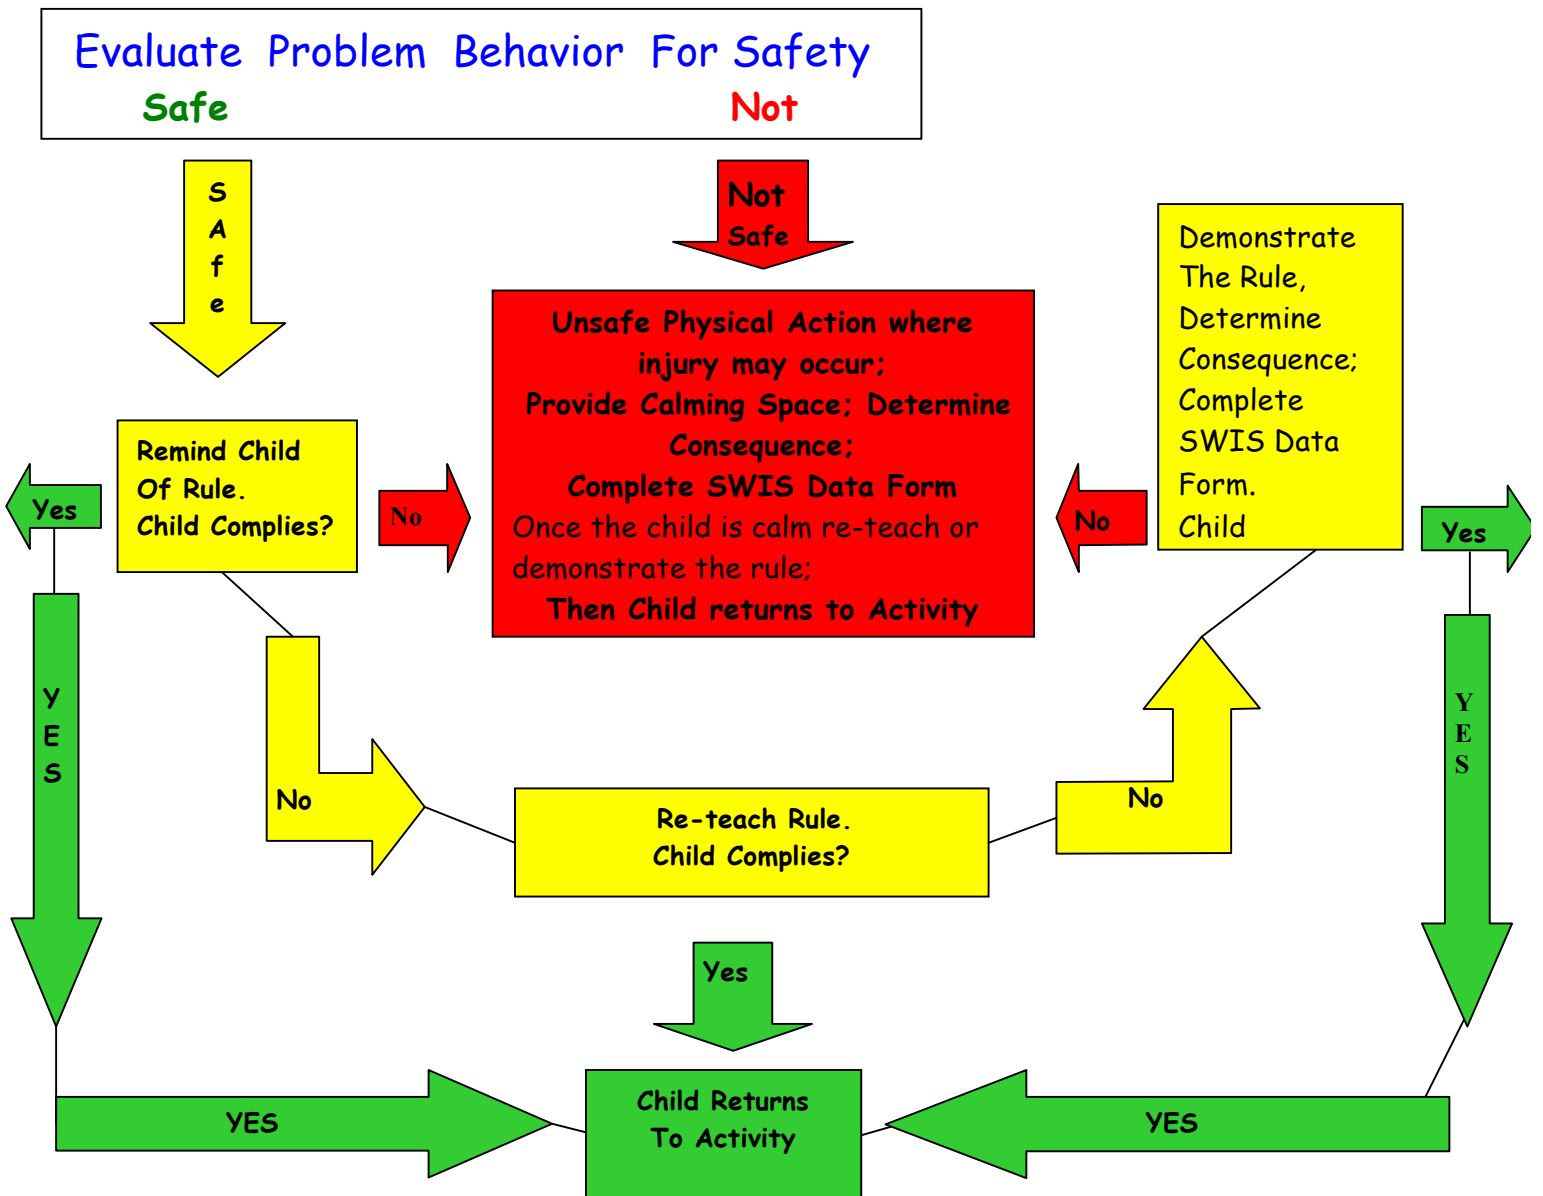 Evaluate Problem Behavior For Safety
Safe Not
S
A
f
e
Not
Safe
Unsafe Physical Action where
injury may occur;
Provide Calming Space; Determine
Consequence;
Complete SWIS Data Form
Once the child is calm re-teach or
demonstrate the rule;
Then Child returns to Activity
Demonstrate
The Rule,
Determine
Consequence;
Complete
SWIS Data
Form.
Child
Remind Child
Of Rule.
Child Complies?
Yes
No
No
Yes
Y
E
S
Y
E
S
No
Re-teach Rule.
Child Complies?
No
Yes
Child Returns
To Activity
YES
YES